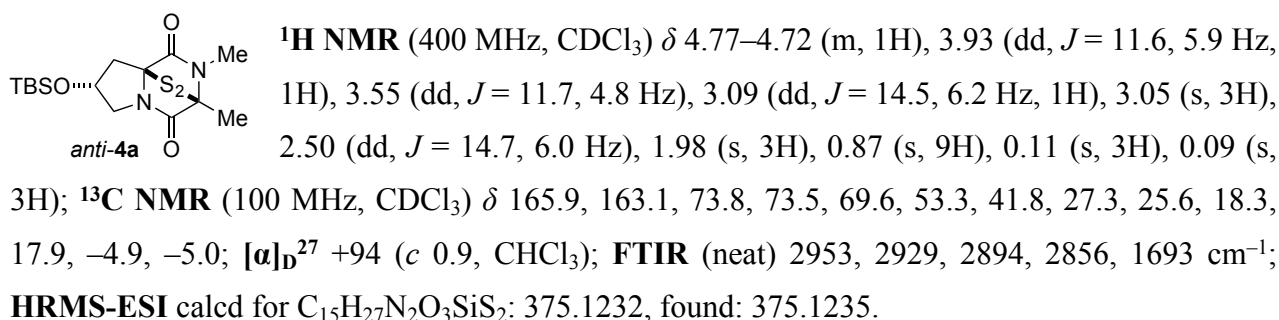 O
N
Me
S2
TBSO
N
Me
O
anti-4a
¹H NMR (400 MHz, CDCl₃) δ 4.77–4.72 (m, 1H), 3.93 (dd, J = 11.6, 5.9 Hz,
1H), 3.55 (dd, J = 11.7, 4.8 Hz), 3.09 (dd, J = 14.5, 6.2 Hz, 1H), 3.05 (s, 3H),
2.50 (dd, J = 14.7, 6.0 Hz), 1.98 (s, 3H), 0.87 (s, 9H), 0.11 (s, 3H), 0.09 (s,
3H); ¹³C NMR (100 MHz, CDCl₃) δ 165.9, 163.1, 73.8, 73.5, 69.6, 53.3, 41.8, 27.3, 25.6, 18.3,
17.9, –4.9, –5.0; [α]D²⁷ +94 (c 0.9, CHCl₃); FTIR (neat) 2953, 2929, 2894, 2856, 1693 cm⁻¹;
HRMS-ESI calcd for C₁₅H₂₇N₂O₃SiS₂: 375.1232, found: 375.1235.